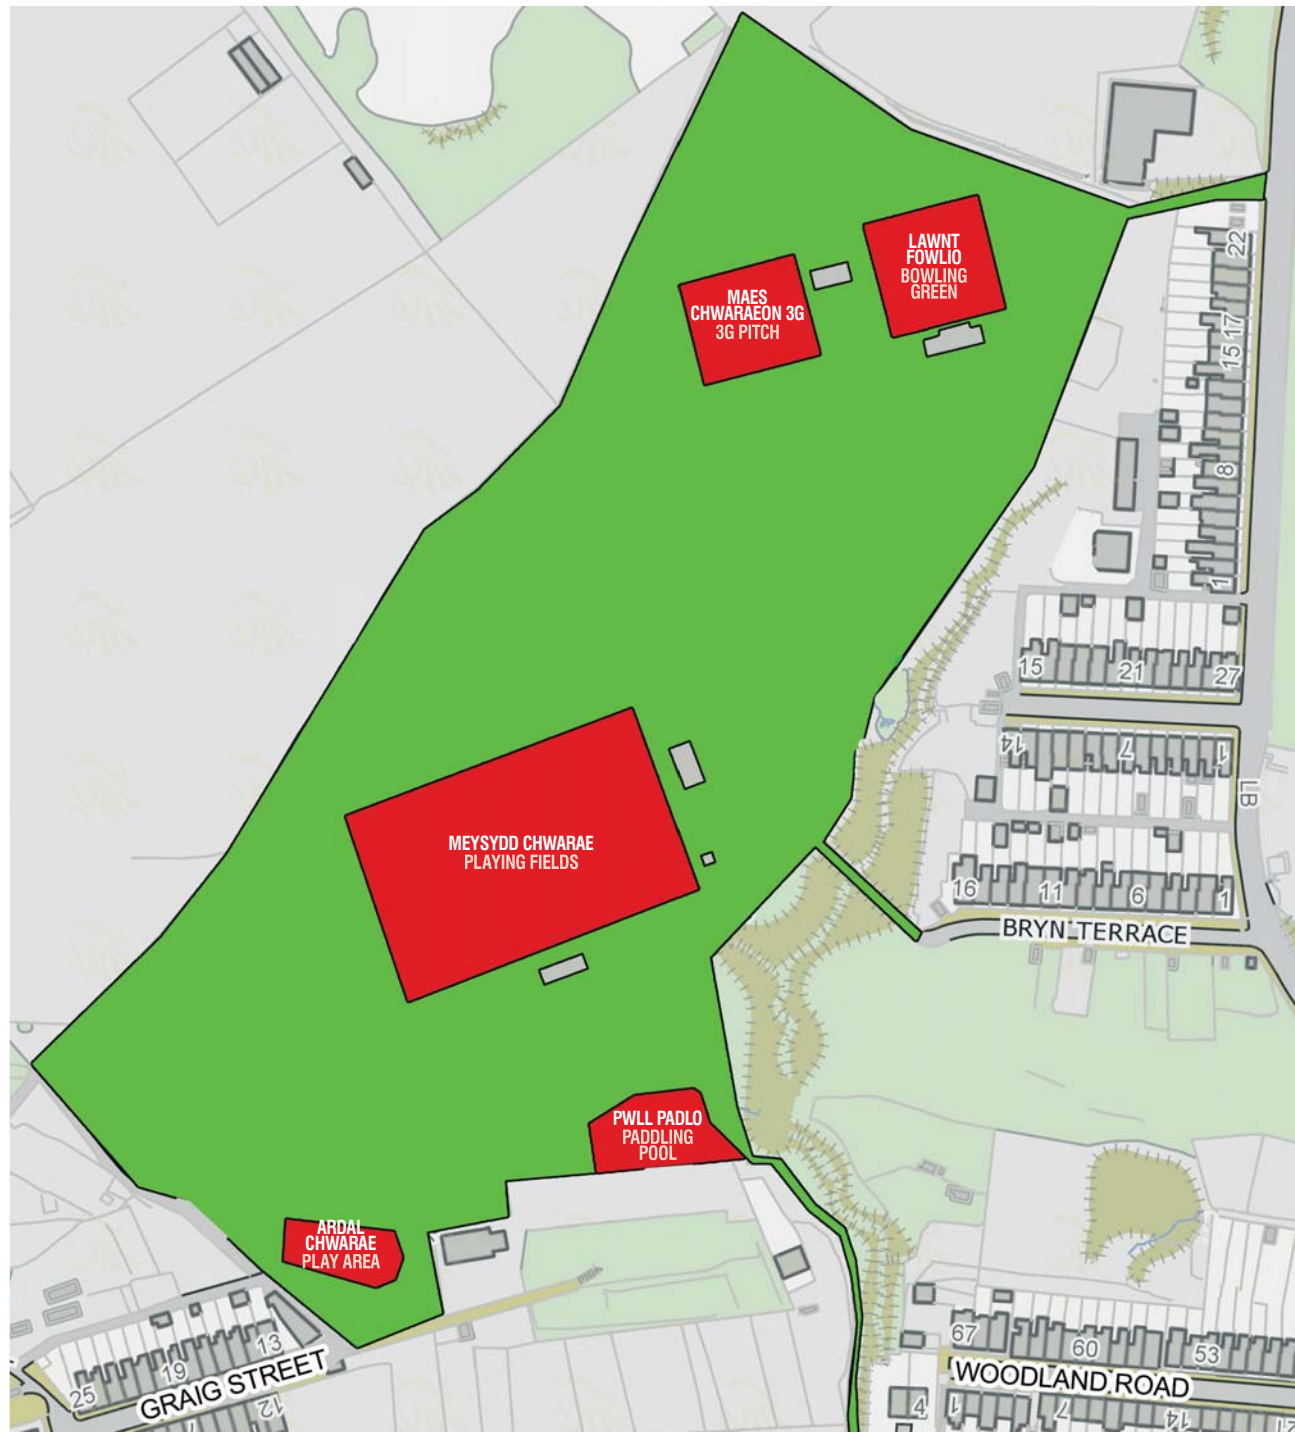 LAWNT
FOWLIO
BOWLING
GREEN
MAES
CHWARAEON 3G
3G PITCH
22
17
15
8
1
15
21
27
14
7
1
LB
MEYSYDD CHWARAE
PLAYING FIELDS
16
11
6
1
BRYN TERRACE
PWLL PADLO
PADDLING
POOL
ARDAL
CHWARAE
PLAY AREA
13
19
25
GRAIG STREET
12
67
60
53
WOODLAND ROAD
4
1
7
14